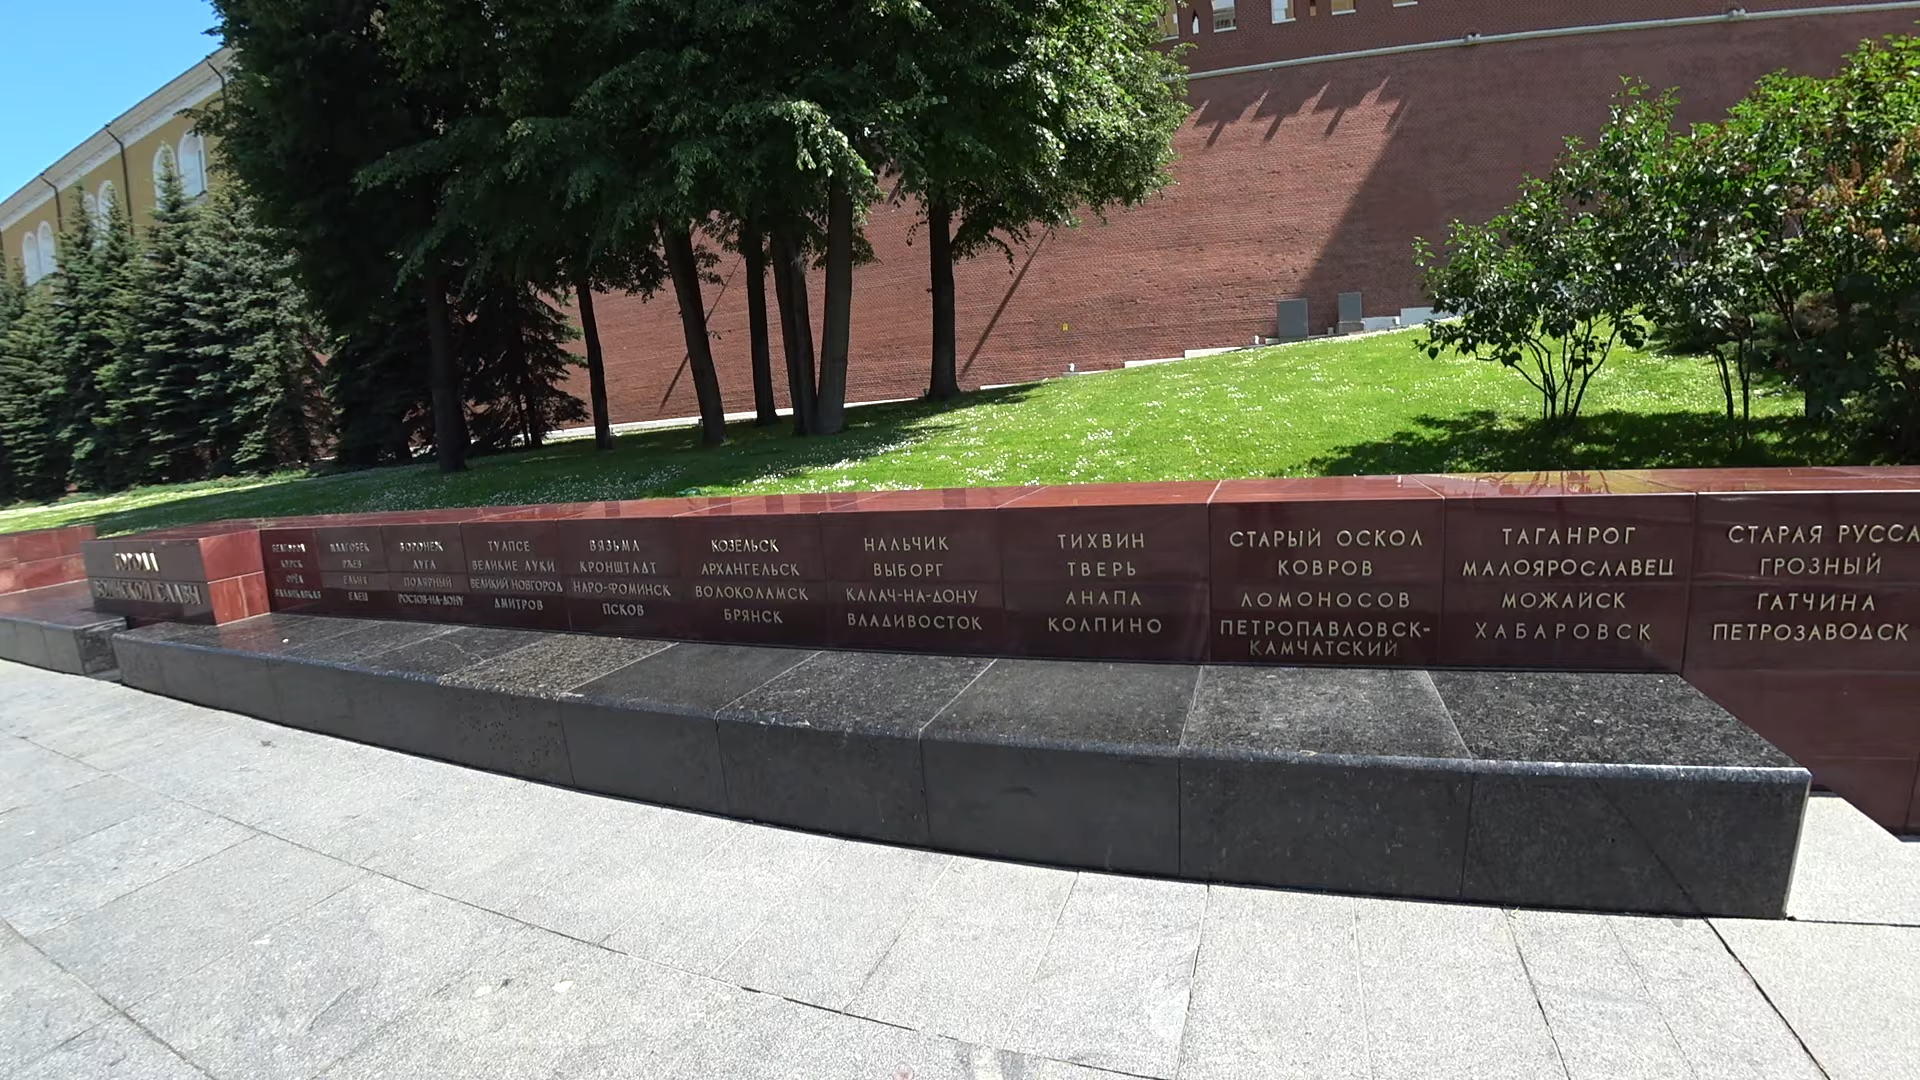 ГОРОДА
ВОИНСКОЙ СЛАВЫ
БЕЛГОРОД
КУРСК
ОРЁЛ
ВЛАДИКАВКАЗ
МАЛГОБЕК
РЖЕВ
ЕЛЬНЯ
ЕЛЕЦ
ВОРОНЕЖ
ЛУГА
ПОЛЯРНЫЙ
РОСТОВ-НА-ДОНУ
ТУАПСЕ
ВЕЛИКИЕ ЛУКИ
ВЕЛИКИЙ НОВГОРОД
ДМИТРОВ
ВЯЗЬМА
КРОНШТАДТ
НАРО-ФОМИНСК
ПСКОВ
КОЗЕЛЬСК
АРХАНГЕЛЬСК
ВОЛОКОЛАМСК
БРЯНСК
НАЛЬЧИК
ВЫБОРГ
КАЛАЧ-НА-ДОНУ
ВЛАДИВОСТОК
ТИХВИН
ТВЕРЬ
АНАПА
КОЛПИНО
СТАРЫЙ ОСКОЛ
КОВРОВ
ЛОМОНОСОВ
ПЕТРОПАВЛОВСК-
КАМЧАТСКИЙ
ТАГАНРОГ
МАЛОЯРОСЛАВЕЦ
МОЖАЙСК
ХАБАРОВСК
СТАРАЯ РУССА
ГРОЗНЫЙ
ГАТЧИНА
ПЕТРОЗАВОДСК